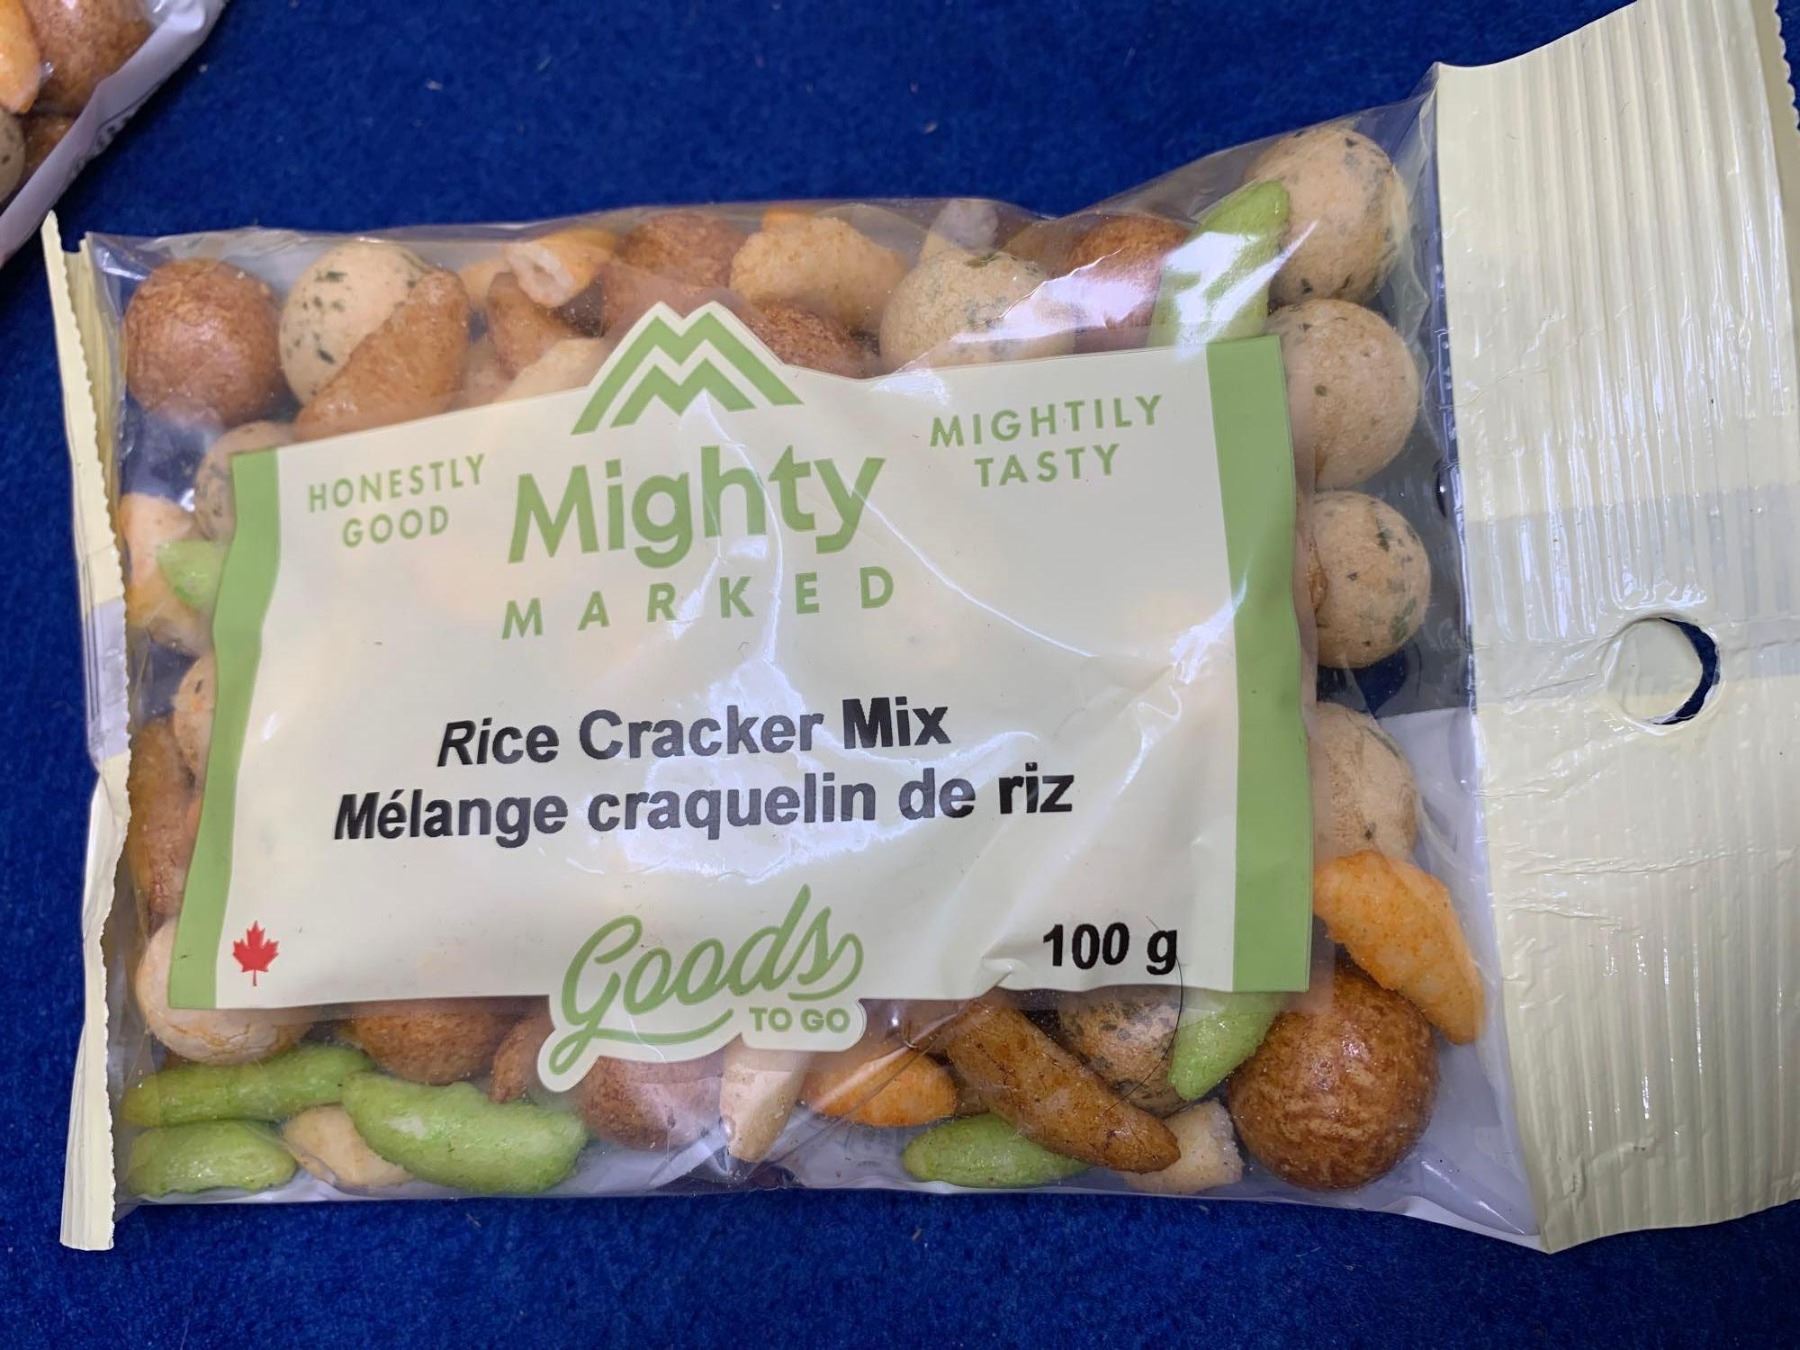 HONESTLY
GOOD
Mighty
MARKED
MIGHTILY
TASTY
Rice Cracker Mix
Mélange craquelin de riz
Goods
TO GO
100 g